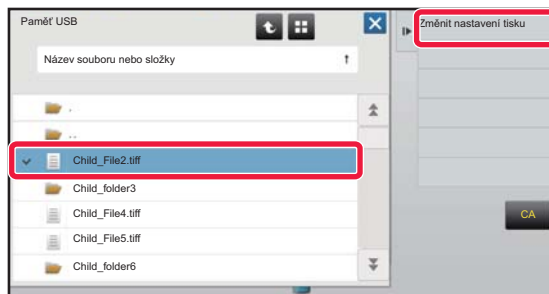 Paměť USB
Změnit nastavení tisku
Název souboru nebo složky
.
..
Child_File2.tiff
Child_folder3
Child_File4.tiff
Child_File5.tiff
Child_folder6
CA